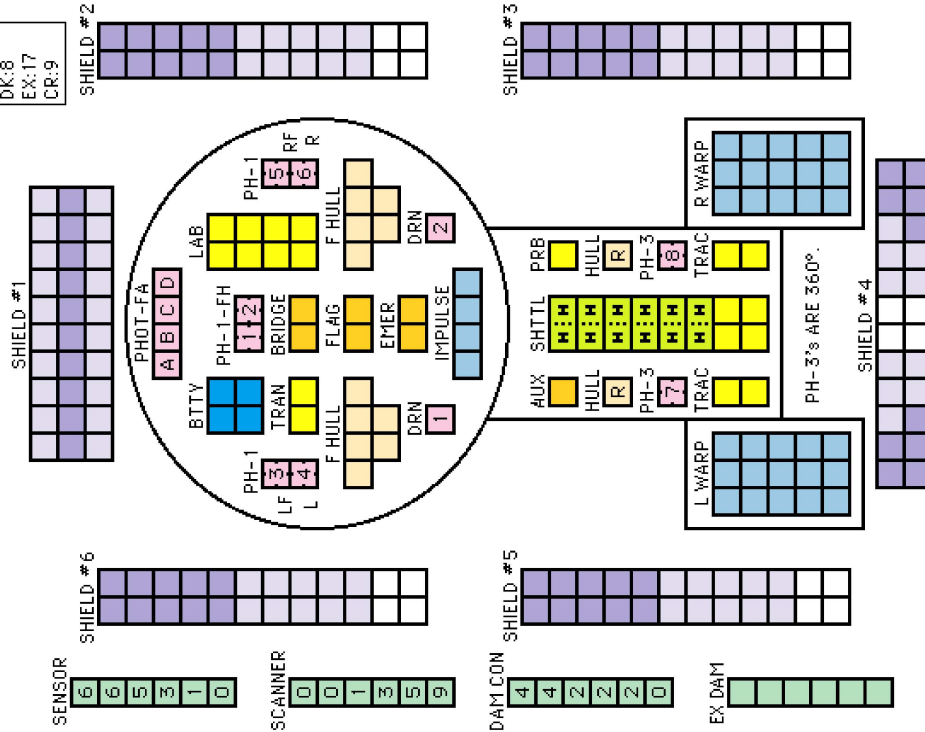 DK:8
EX:17
CR:9
SHIELD #1
SHIELD #2
SHIELD #3
PHOT-FA
A B C D
LAB
PH-1
5 RF
6 R
BTTY
PH-1-FH
1 2
BRIDGE
TRAN
FLAG
EMER
IMPULSE
PH-1
LF 3
L 4
F HULL
F HULL
DRN
1
DRN
2
AUX
SHTTL
PRB
HULL
R
HULL
R
PH-3
7
PH-3
8
H H
H H
H H
H H
H H
H H
TRAC
TRAC
L WARP
R WARP
PH-3's ARE 360°.
SHIELD #4
SHIELD #6
SHIELD #5
SENSOR
6
6
5
3
1
0
SCANNER
0
0
1
3
5
9
DAM CON
4
4
2
2
2
0
EX DAM